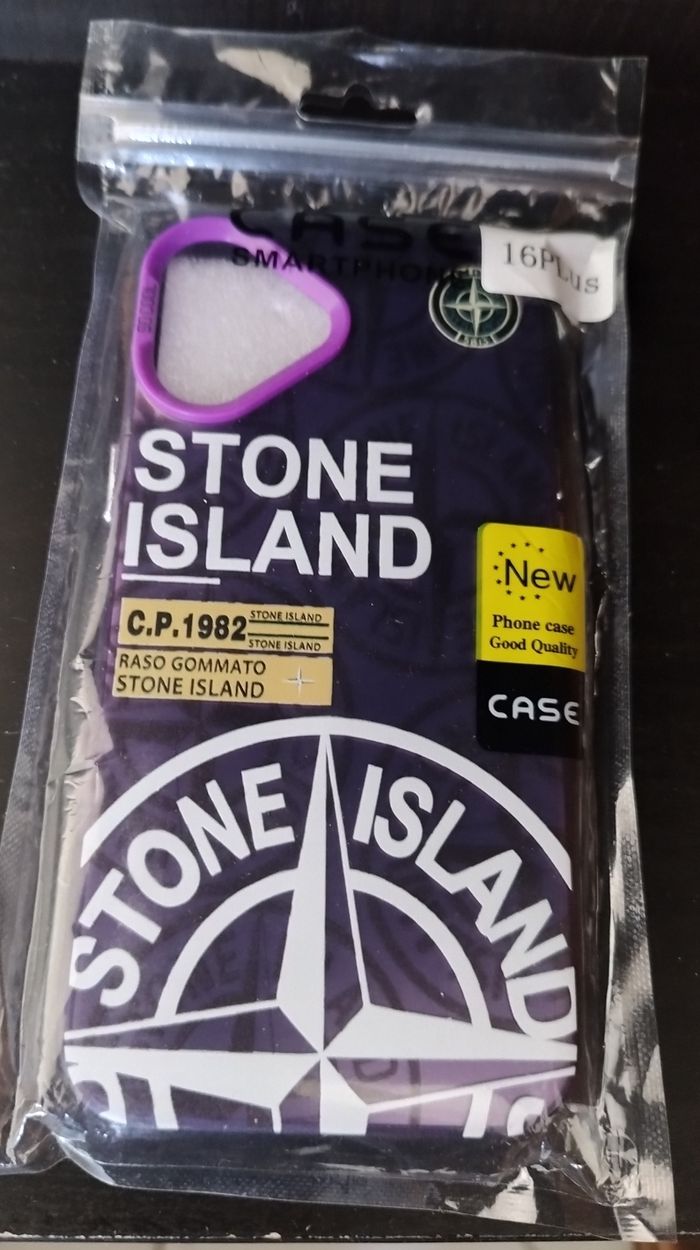 CASE
SMARTPHONE
16PLus
STONE
ISLAND
C.P.1982
STONE ISLAND
STONE ISLAND
RASO GOMMATO
STONE ISLAND
New
Phone case
Good Quality
CASE
STONE ISLAND